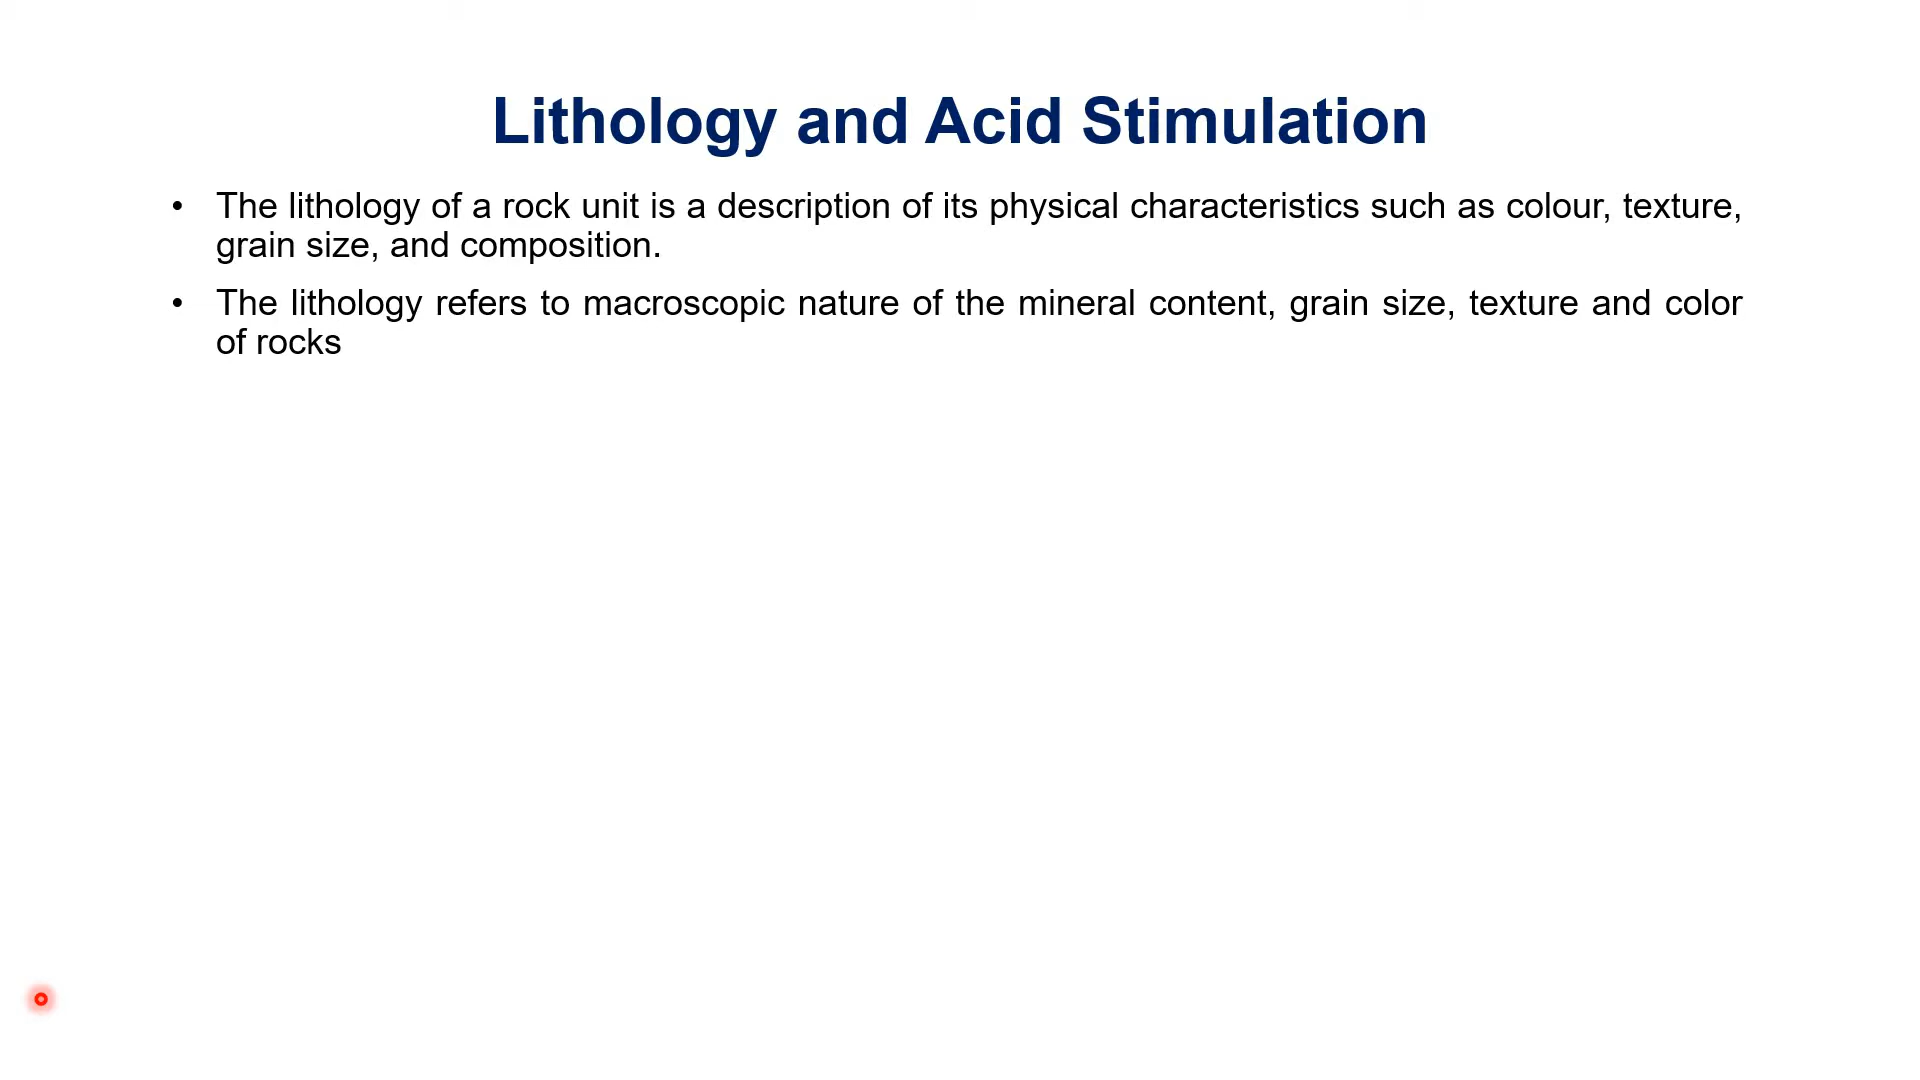 Lithology and Acid Stimulation
• The lithology of a rock unit is a description of its physical characteristics such as colour, texture,
grain size, and composition.
• The lithology refers to macroscopic nature of the mineral content, grain size, texture and color
of rocks